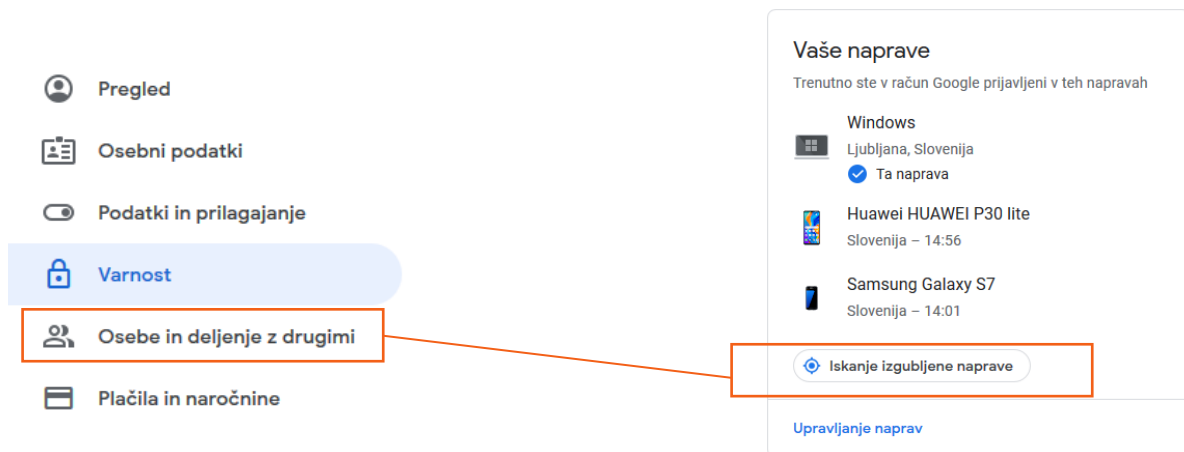 Pregled
Osebni podatki
Podatki in prilagajanje
Varnost
Osebe in deljenje z drugimi
Plačila in naročnine
Vaše naprave
Trenutno ste v račun Google prijavljeni v teh napravah
Windows
Ljubljana, Slovenija
Ta naprava
Huawei HUAWEI P30 lite
Slovenija – 14:56
Samsung Galaxy S7
Slovenija – 14:01
Iskanje izgubljene naprave
Upravljanje naprav